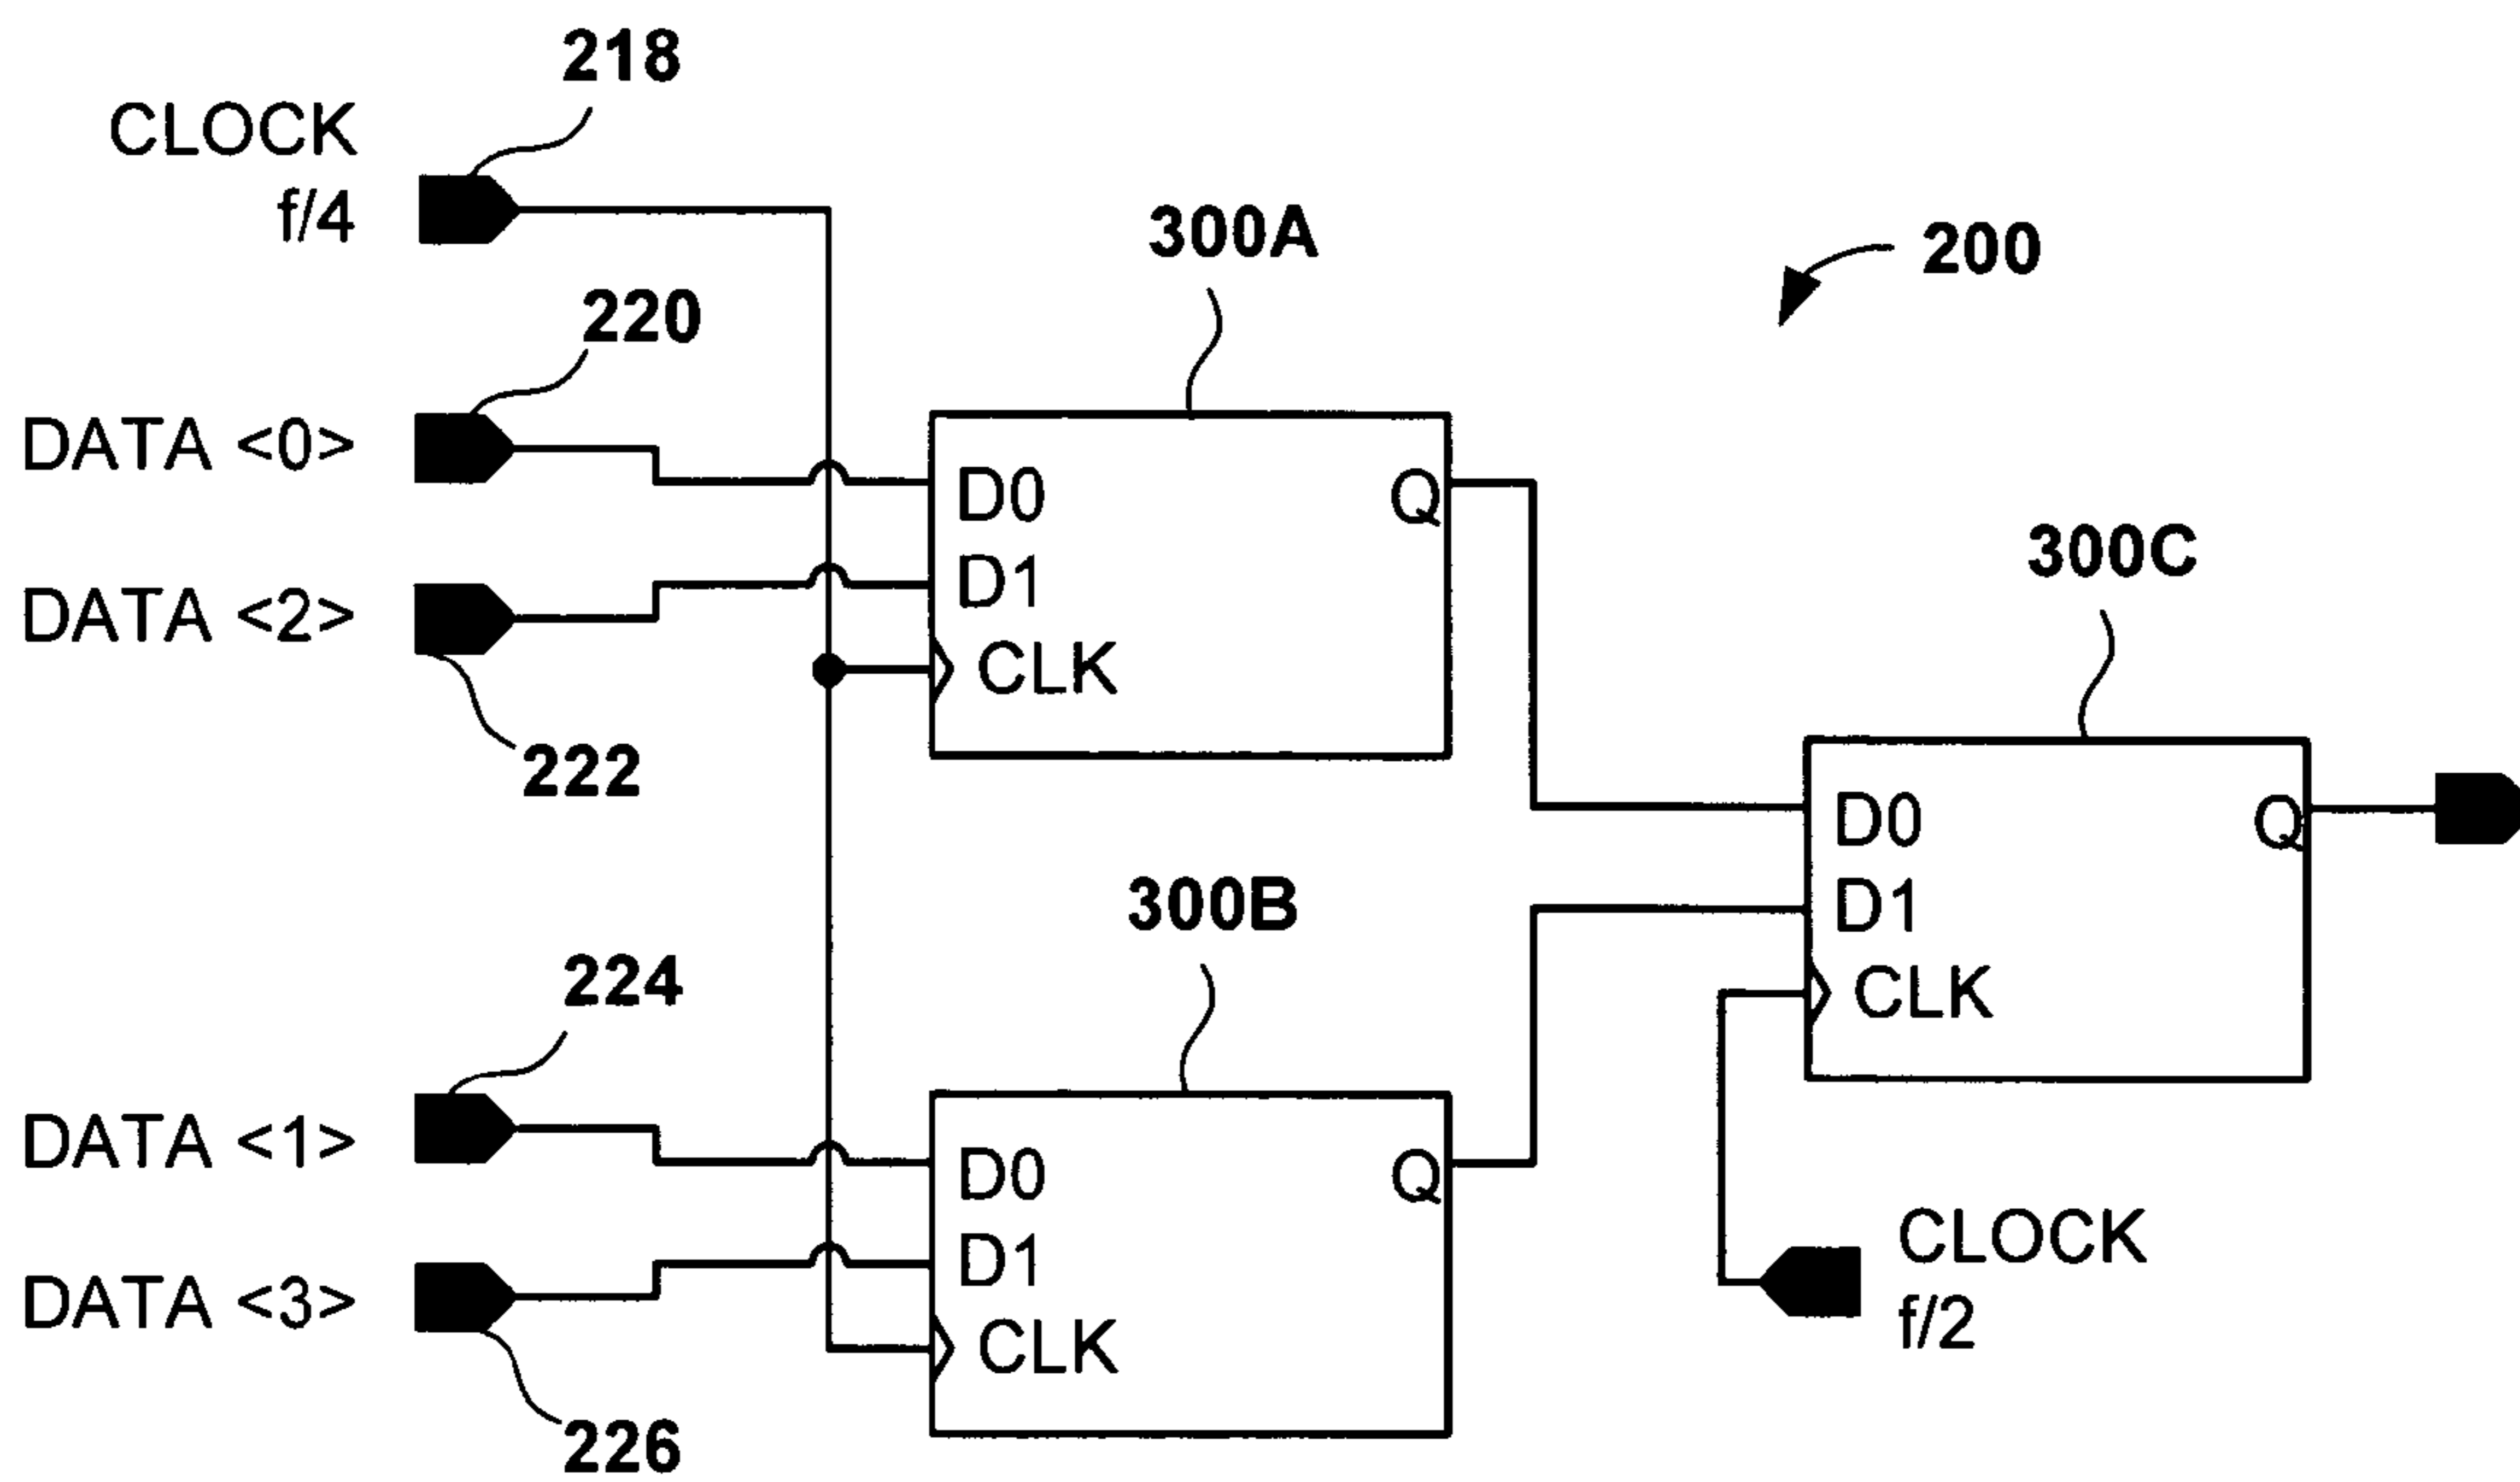 218
CLOCK
f/4
300A
200
220
DATA <0>
D0
Q
300C
DATA <2>
D1
CLK
222
D0
Q
300B
D1
224
CLK
DATA <1>
D0
Q
CLOCK
D1
DATA <3>
f/2
CLK
226